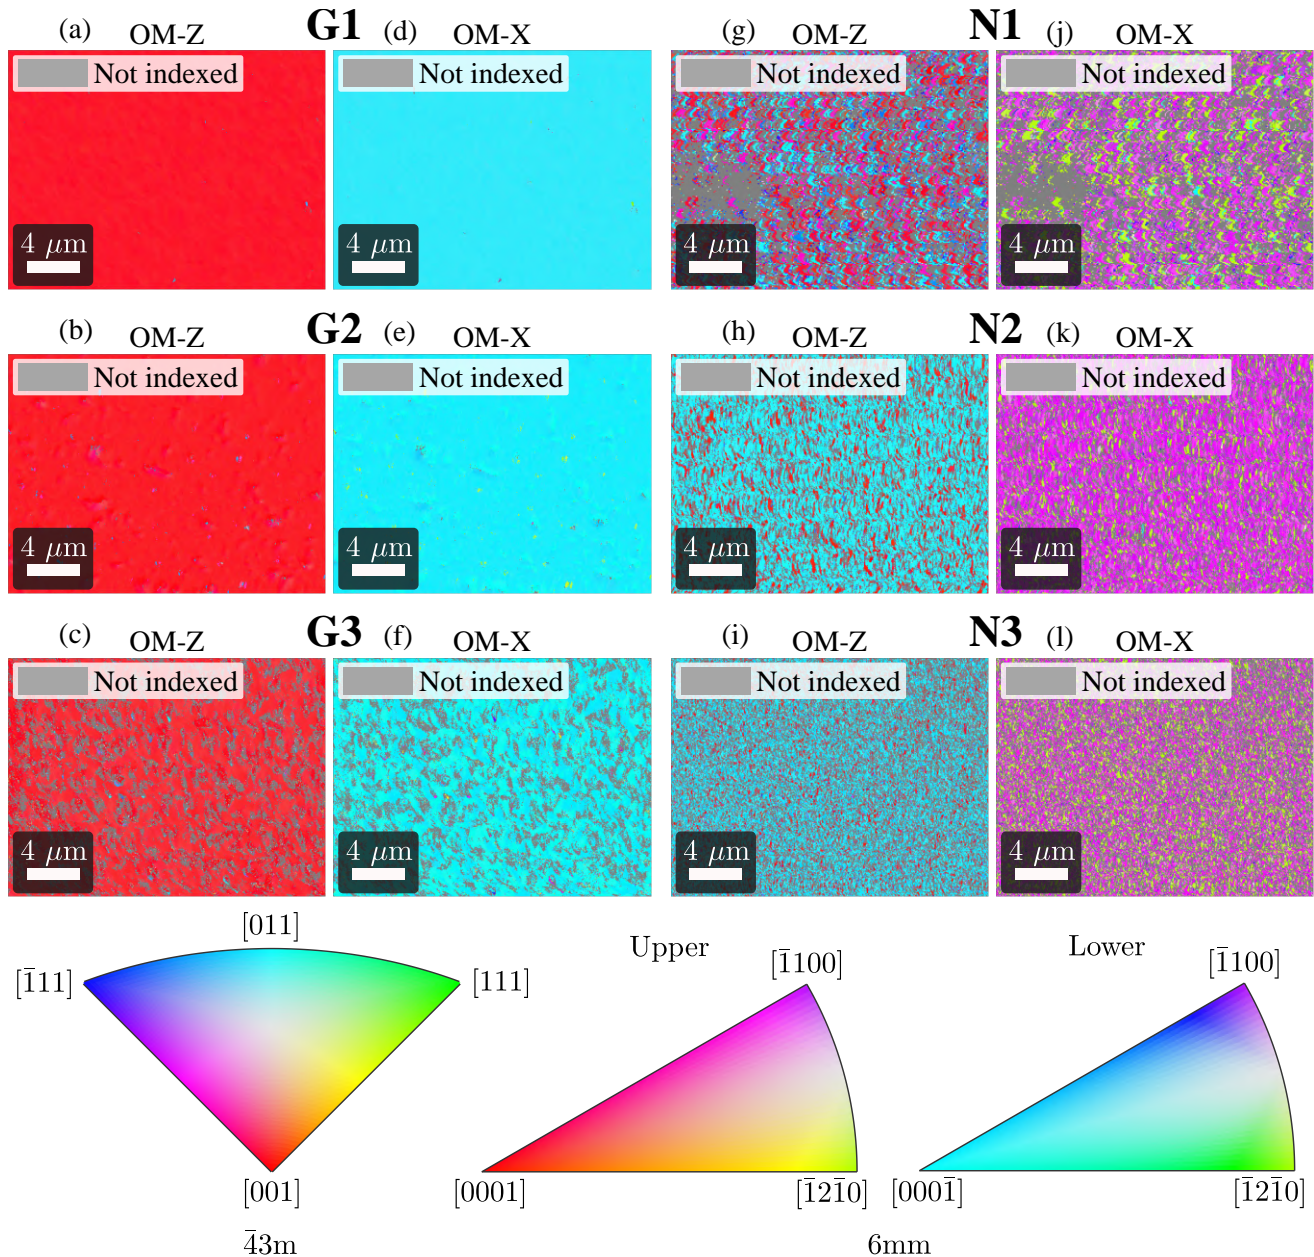 (a) OM-Z G1 (d) OM-X (g) OM-Z N1 (j) OM-X
Not indexed Not indexed Not indexed Not indexed
4 μm 4 μm 4 μm 4 μm
(b) OM-Z G2 (e) OM-X (h) OM-Z N2 (k) OM-X
Not indexed Not indexed Not indexed Not indexed
4 μm 4 μm 4 μm 4 μm
(c) OM-Z G3 (f) OM-X (i) OM-Z N3 (l) OM-X
Not indexed Not indexed Not indexed Not indexed
4 μm 4 μm 4 μm 4 μm
[011] Upper Lower
[1̄11] [111] [1̄100] [1̄100]
[001] [0001] [1̄21̄0] [0001̄] [1̄21̄0]
4̄3m 6mm